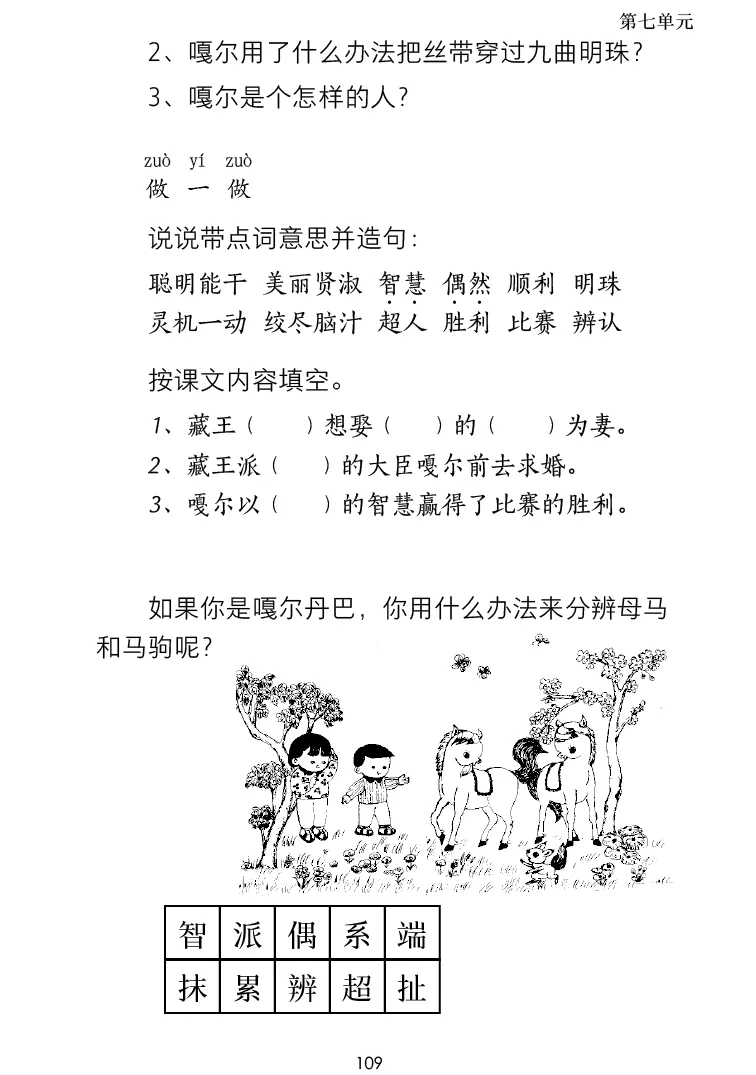 第七单元
2、嘎尔用了什么办法把丝带穿过九曲明珠？
3、嘎尔是个怎样的人？
zuò yí zuò
做 一 做
说说带点词意思并造句：
聪明能干 美丽贤淑 智慧 偶然 顺利 明珠
灵机一动 绞尽脑汁 超人 胜利 比赛 辨认
按课文内容填空。
1、藏王（ ）想娶（ ）的（ ）为妻。
2、藏王派（ ）的大臣嘎尔前去求婚。
3、嘎尔以（ ）的智慧赢得了比赛的胜利。
如果你是嘎尔丹巴，你用什么办法来分辨母马
和马驹呢？
智 派 偶 系 端
抹 累 辨 超 扯
109